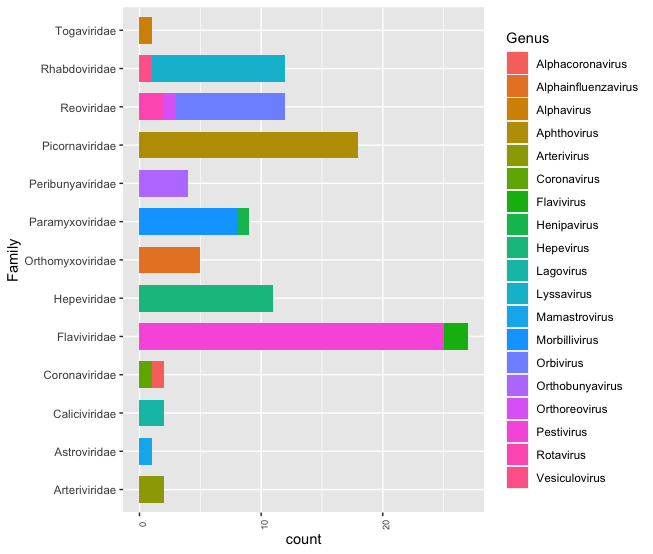 Togaviridae
Rhabdoviridae
Reoviridae
Picornaviridae
Peribunyaviridae
Paramyxoviridae
Orthomyxoviridae
Hepeviridae
Flaviviridae
Coronaviridae
Caliciviridae
Astroviridae
Arteriviridae
Family
0
10
20
count
Genus
Alphacoronavirus
Alphainfluenzavirus
Alphavirus
Aphthovirus
Arterivirus
Coronavirus
Flavivirus
Henipavirus
Hepevirus
Lagovirus
Lyssavirus
Mamastrovirus
Morbillivirus
Orbivirus
Orthobunyavirus
Orthoreovirus
Pestivirus
Rotavirus
Vesiculovirus